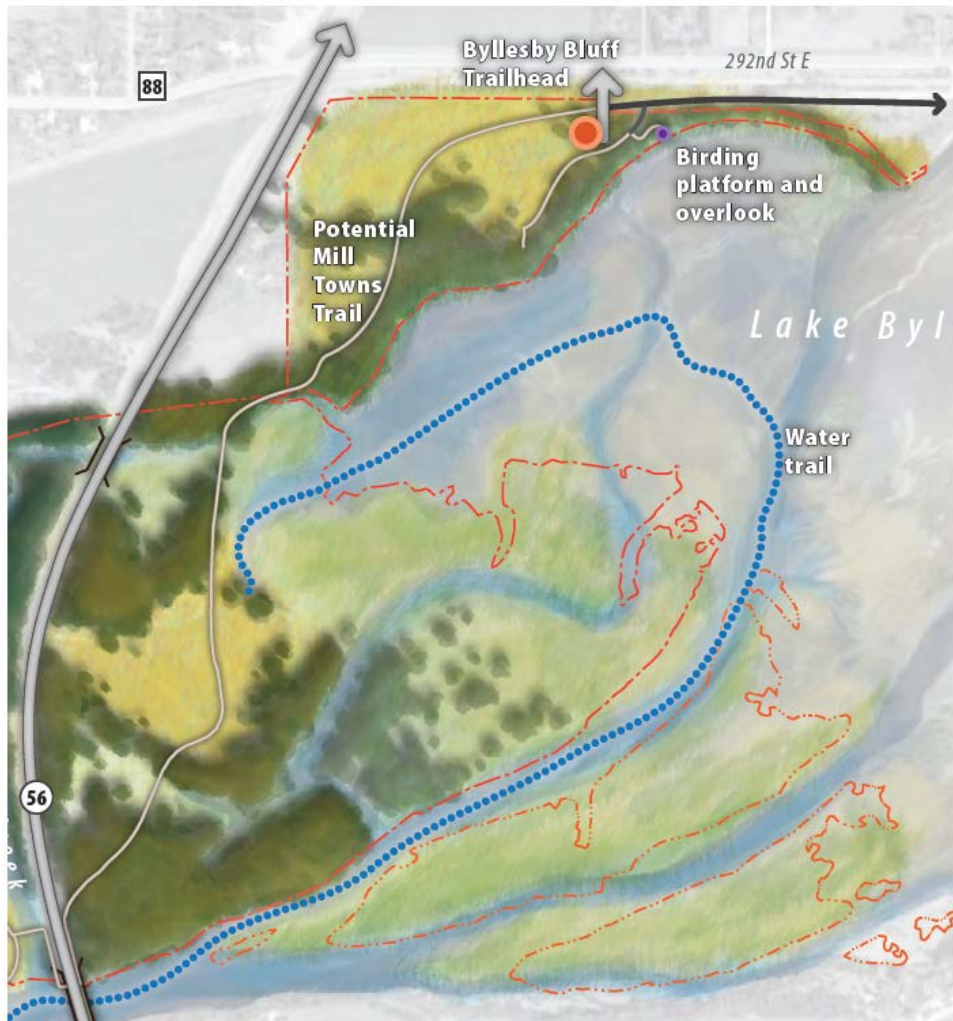 Byllesby Bluff
Trailhead
292nd St E
88
Birding
platform and
overlook
Potential
Mill
Towns
Trail
Lake Byl
Water
trail
56
eek